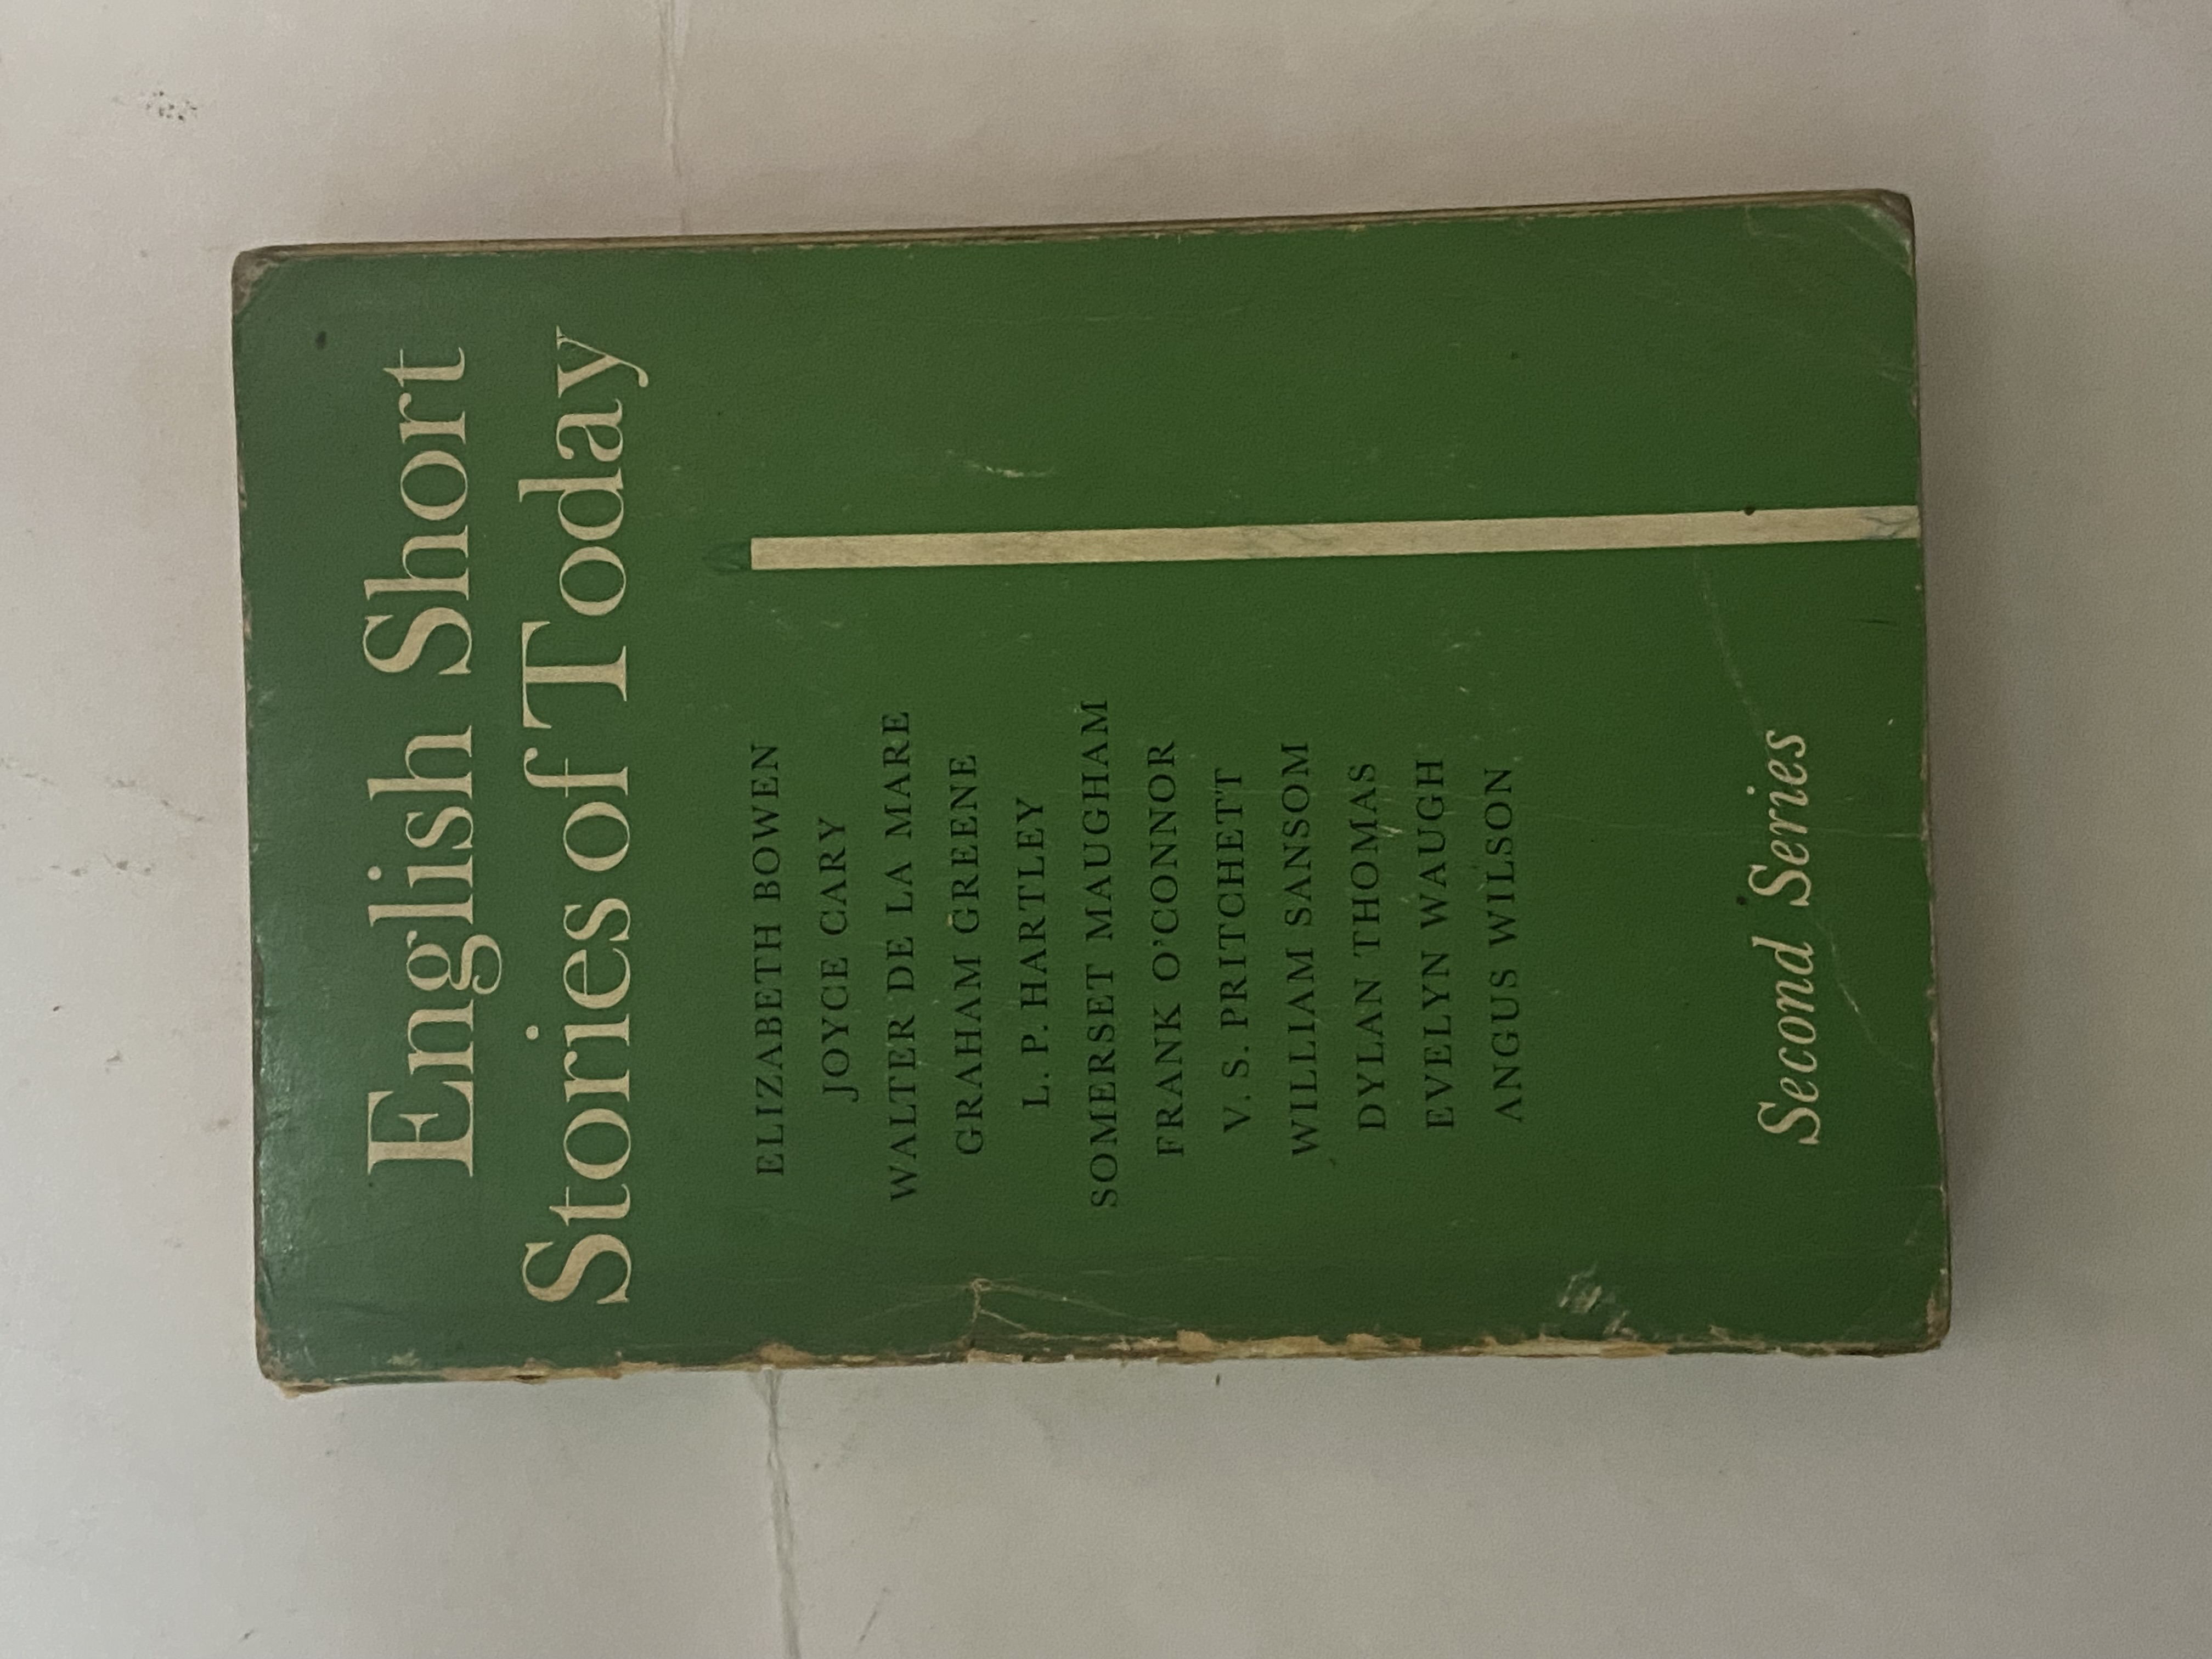 English Short
Stories of Today
ELIZABETH BOWEN
JOYCE CARY
WALTER DE LA MARE
GRAHAM GREENE
L. P. HARTLEY
SOMERSET MAUGHAM
FRANK O'CONNOR
V. S. PRITCHETT
WILLIAM SANSOM
DYLAN THOMAS
EVELYN WAUGH
ANGUS WILSON
Second Series